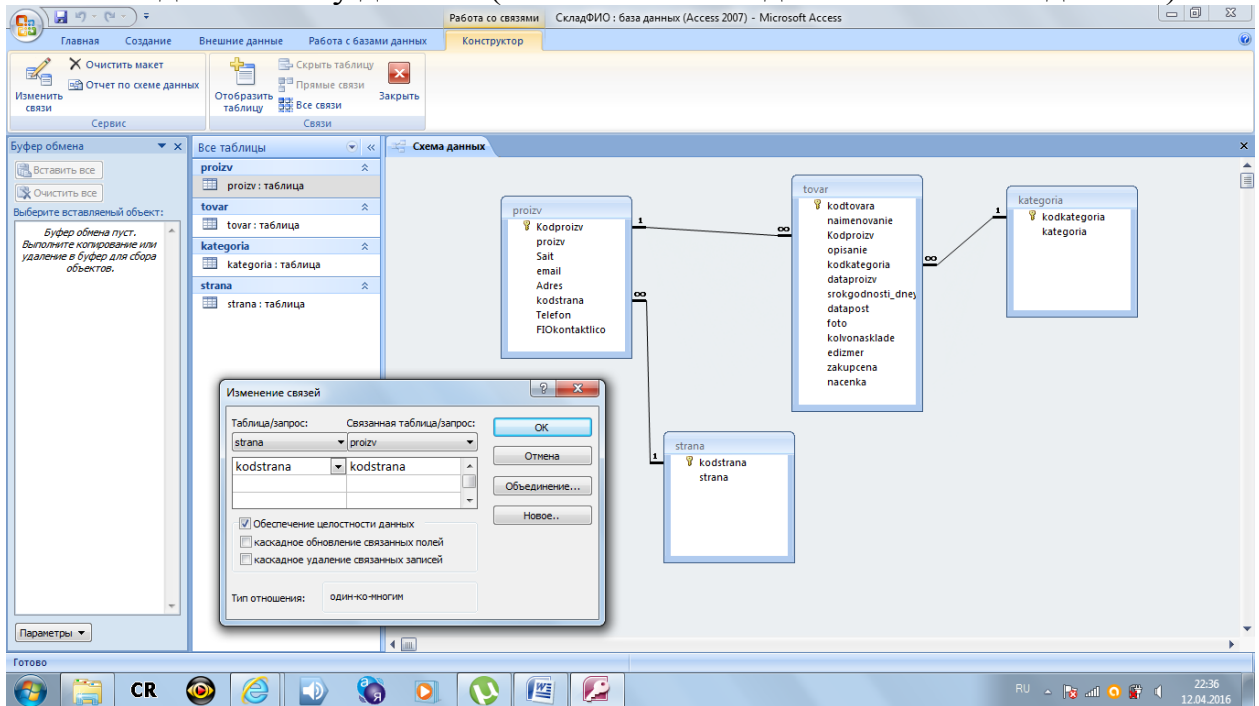 Работа со связями
СкладФИО : база данных (Access 2007) - Microsoft Access
Главная
Создание
Внешние данные
Работа с базами данных
Конструктор
Изменить связи
Очистить макет
Отчет по схеме данных
Сервис
Отобразить таблицу
Скрыть таблицу
Прямые связи
Все связи
Закрыть
Связи
Буфер обмена
Вставить все
Очистить все
Выберите вставляемый объект:
Буфер обмена пуст.
Выполните копирование или
удаление в буфер для сбора
объектов.
Параметры
Все таблицы
proizv
proizv : таблица
tovar
tovar : таблица
kategoria
kategoria : таблица
strana
strana : таблица
Схема данных
proizv
Kodproizv
proizv
Sait
email
Adres
kodstrana
Telefon
FIOkontaktlico
1
∞
∞
tovar
kodtovara
naimenovanie
Kodproizv
opisanie
kodkategoria
dataproizv
srokgodnosti_dney
datapost
foto
kolvonasklade
edizmer
zakupcena
nacenka
∞
1
kategoria
kodkategoria
kategoria
1
strana
kodstrana
strana
Изменение связей
Таблица/запрос:
Связанная таблица/запрос:
strana
proizv
kodstrana
kodstrana
Обеспечение целостности данных
каскадное обновление связанных полей
каскадное удаление связанных записей
Тип отношения:
один-ко-многим
ОК
Отмена
Объединение...
Новое..
Готово
CR
RU
22:36
12.04.2016